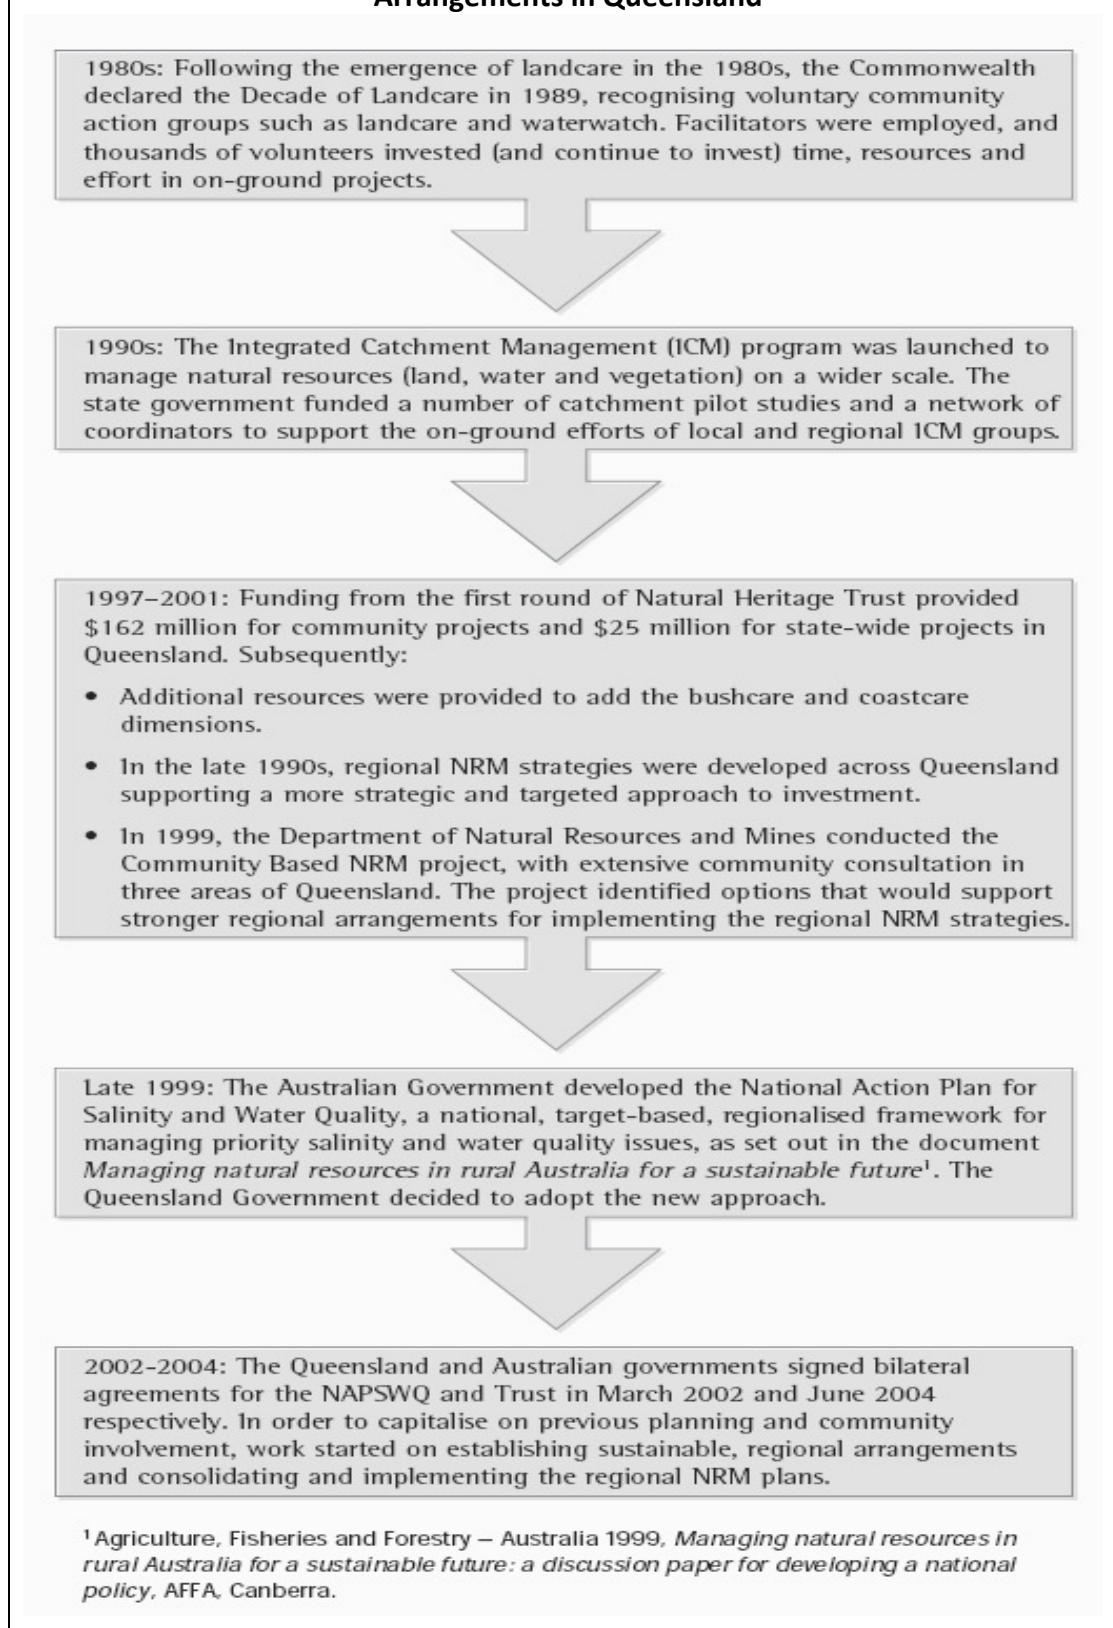 Arrangements in Queensland
1980s: Following the emergence of landcare in the 1980s, the Commonwealth
declared the Decade of Landcare in 1989, recognising voluntary community
action groups such as landcare and waterwatch. Facilitators were employed, and
thousands of volunteers invested (and continue to invest) time, resources and
effort in on-ground projects.
1990s: The Integrated Catchment Management (ICM) program was launched to
manage natural resources (land, water and vegetation) on a wider scale. The
state government funded a number of catchment pilot studies and a network of
coordinators to support the on-ground efforts of local and regional ICM groups.
1997–2001: Funding from the first round of Natural Heritage Trust provided
$162 million for community projects and $25 million for state-wide projects in
Queensland. Subsequently:
• Additional resources were provided to add the bushcare and coastcare
dimensions.
• In the late 1990s, regional NRM strategies were developed across Queensland
supporting a more strategic and targeted approach to investment.
• In 1999, the Department of Natural Resources and Mines conducted the
Community Based NRM project, with extensive community consultation in
three areas of Queensland. The project identified options that would support
stronger regional arrangements for implementing the regional NRM strategies.
Late 1999: The Australian Government developed the National Action Plan for
Salinity and Water Quality, a national, target-based, regionalised framework for
managing priority salinity and water quality issues, as set out in the document
Managing natural resources in rural Australia for a sustainable future¹. The
Queensland Government decided to adopt the new approach.
2002-2004: The Queensland and Australian governments signed bilateral
agreements for the NAPSWQ and Trust in March 2002 and June 2004
respectively. In order to capitalise on previous planning and community
involvement, work started on establishing sustainable, regional arrangements
and consolidating and implementing the regional NRM plans.
¹ Agriculture, Fisheries and Forestry – Australia 1999, Managing natural resources in
rural Australia for a sustainable future: a discussion paper for developing a national
policy, AFFA, Canberra.